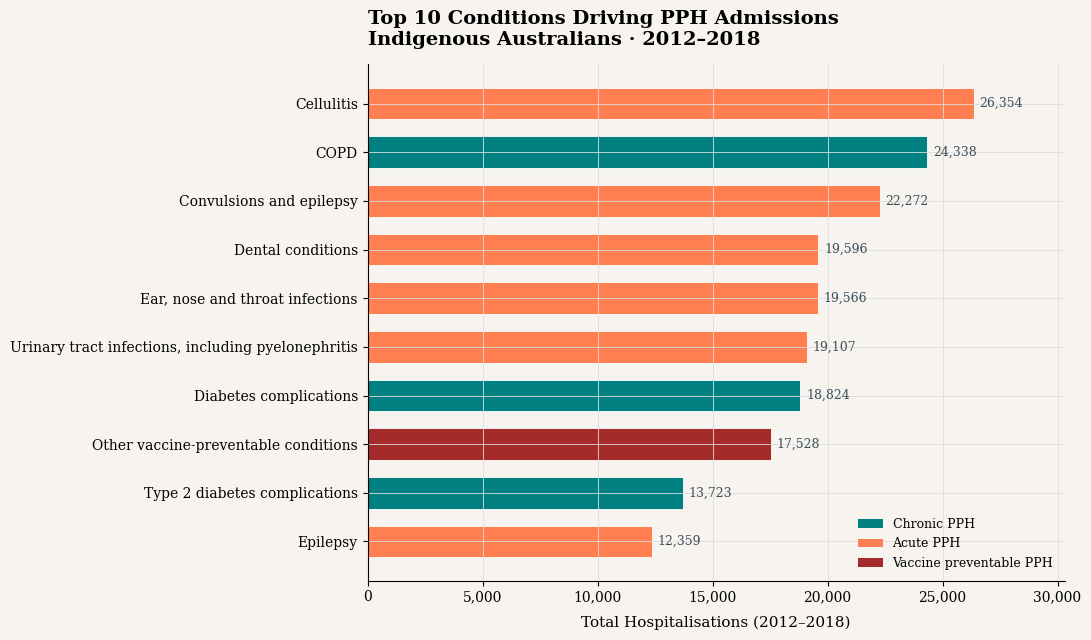 Top 10 Conditions Driving PPH Admissions
Indigenous Australians · 2012–2018
Cellulitis 26,354
COPD 24,338
Convulsions and epilepsy 22,272
Dental conditions 19,596
Ear, nose and throat infections 19,566
Urinary tract infections, including pyelonephritis 19,107
Diabetes complications 18,824
Other vaccine-preventable conditions 17,528
Type 2 diabetes complications 13,723
Epilepsy 12,359
Chronic PPH
Acute PPH
Vaccine preventable PPH
0 5,000 10,000 15,000 20,000 25,000 30,000
Total Hospitalisations (2012–2018)